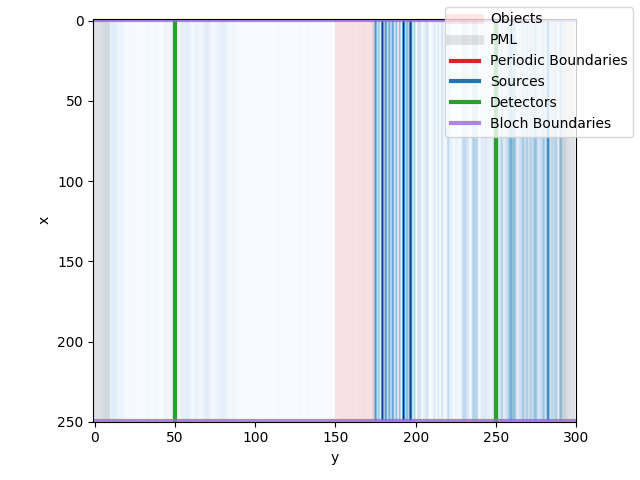 Objects
PML
Periodic Boundaries
Sources
Detectors
Bloch Boundaries
0
50
100
150
200
250
x
0
50
100
150
200
250
300
y